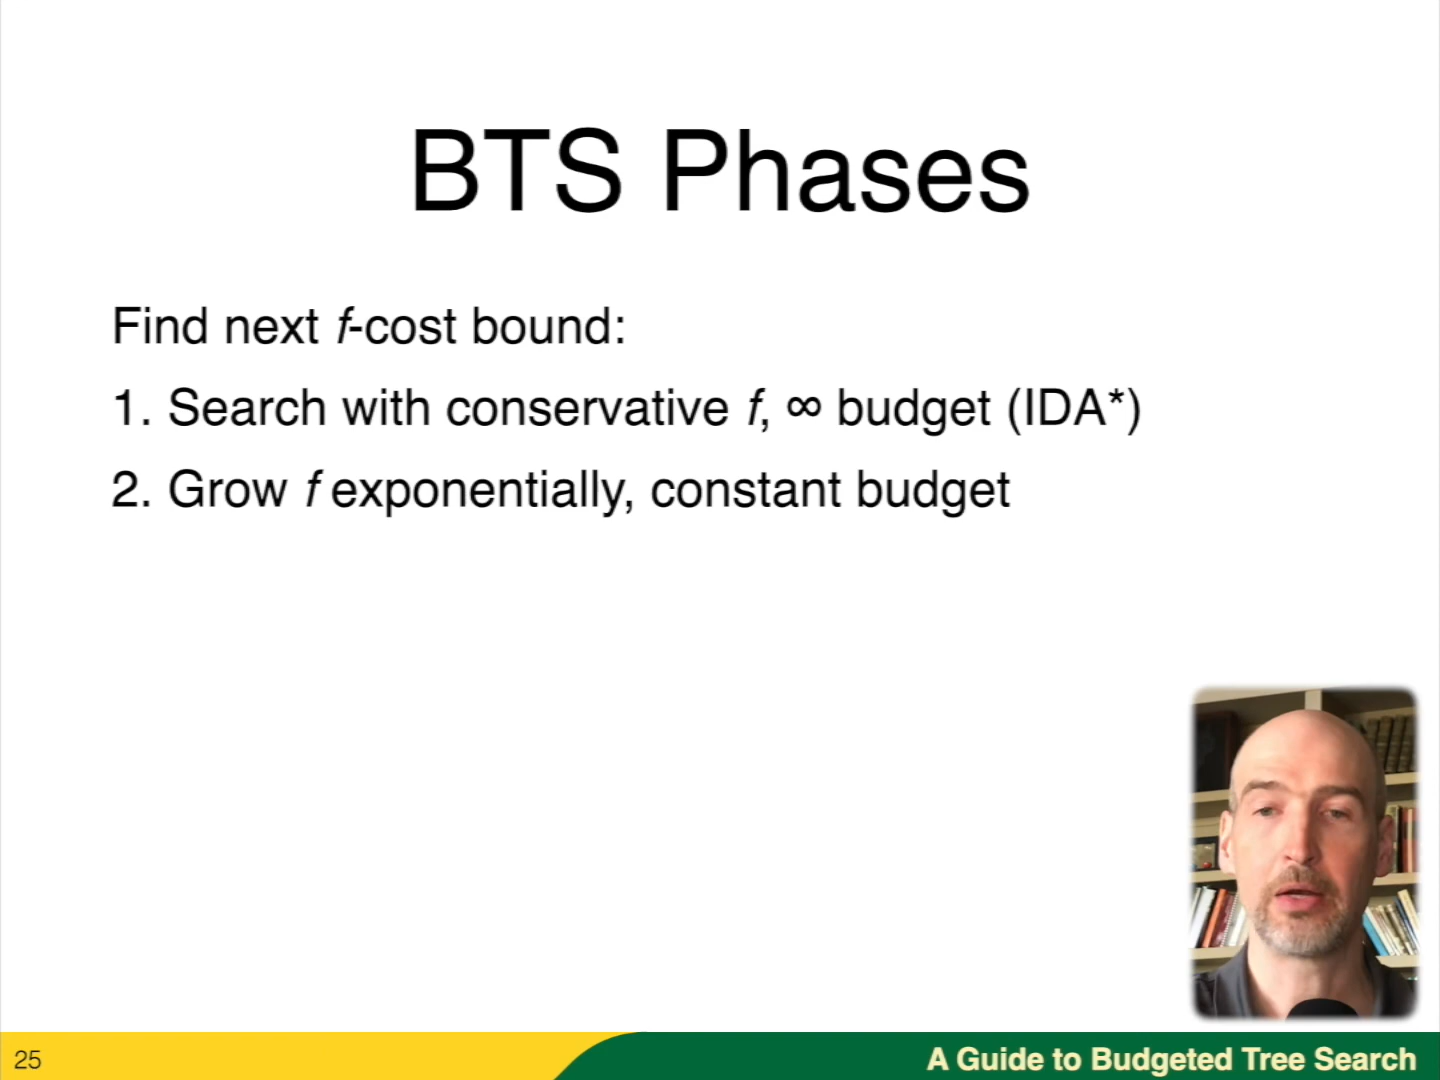 BTS Phases
Find next f-cost bound:
1. Search with conservative f, ∞ budget (IDA*)
2. Grow f exponentially, constant budget
25
A Guide to Budgeted Tree Search